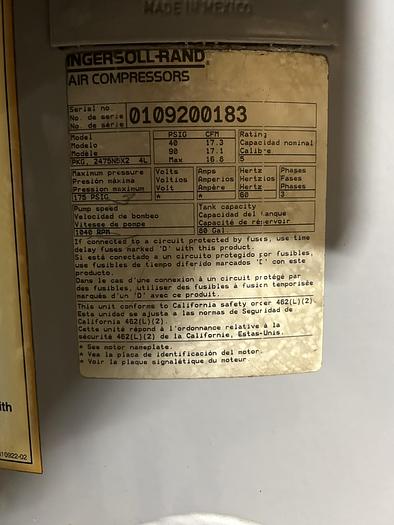 MADE IN MEXICO
INGERSOLL-RAND®
AIR COMPRESSORS
Serial no.
No. de serie
No. de série
0109200183
Model
Modelo
Modèle
PKG, 2475N5X2 4L
PSIG CFM
40 17.3
90 17.1
Max 16.8
Rating
Capacidad nominal
Calibre
5
Maximum pressure
Presión máxima
Pression maximum
175 PSIG
Volts
Voltios
Volt
*
Amps
Amperios
Ampère
*
Hertz
Hertzios
Hertz
60
Phases
Fases
Phases
3
Pump speed
Velocidad de bombeo
Vitesse de pompe
1040 RPM
Tank capacity
Capacidad del tanque
Capacité de réservoir
80 Gal
If connected to a circuit protected by fuses, use time
delay fuses marked 'D' with this product.
Si está conectado a un circuito protegido por fusibles,
use fusibles de tiempo diferido marcados 'D' con este
producto.
Dans le cas d'une connexion à un circuit protégé par
des fusibles, utiliser des fusibles à fusion temporisée
marqués d'un 'D' avec ce produit.
This unit conforms to California safety order 462(L)(2).
Esta unidad se ajusta a las normas de Seguridad de
California 462(L)(2).
Cette unité répond à l'ordonnance relative à la
sécurité 462(L)(2) de la Californie, Estas-Unis.
* See motor nameplate.
* Vea la placa de identificación del motor.
* Voir la plaque signalétique du moteur.
ith
10922-02